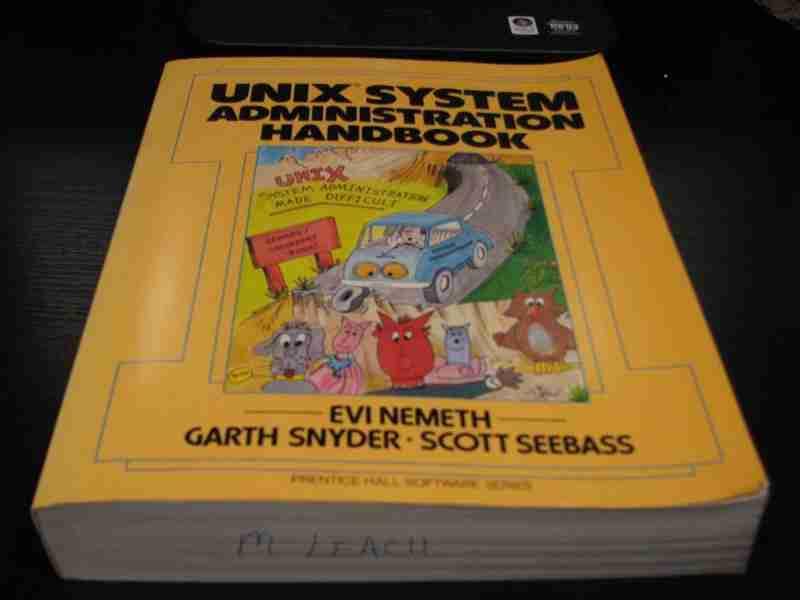 UNIX™ SYSTEM
ADMINISTRATION
HANDBOOK
UNIX
SYSTEM ADMINISTRATION
MADE DIFFICULT
EVI NEMETH
GARTH SNYDER · SCOTT SEEBASS
PRENTICE HALL SOFTWARE SERIES
M LEACH